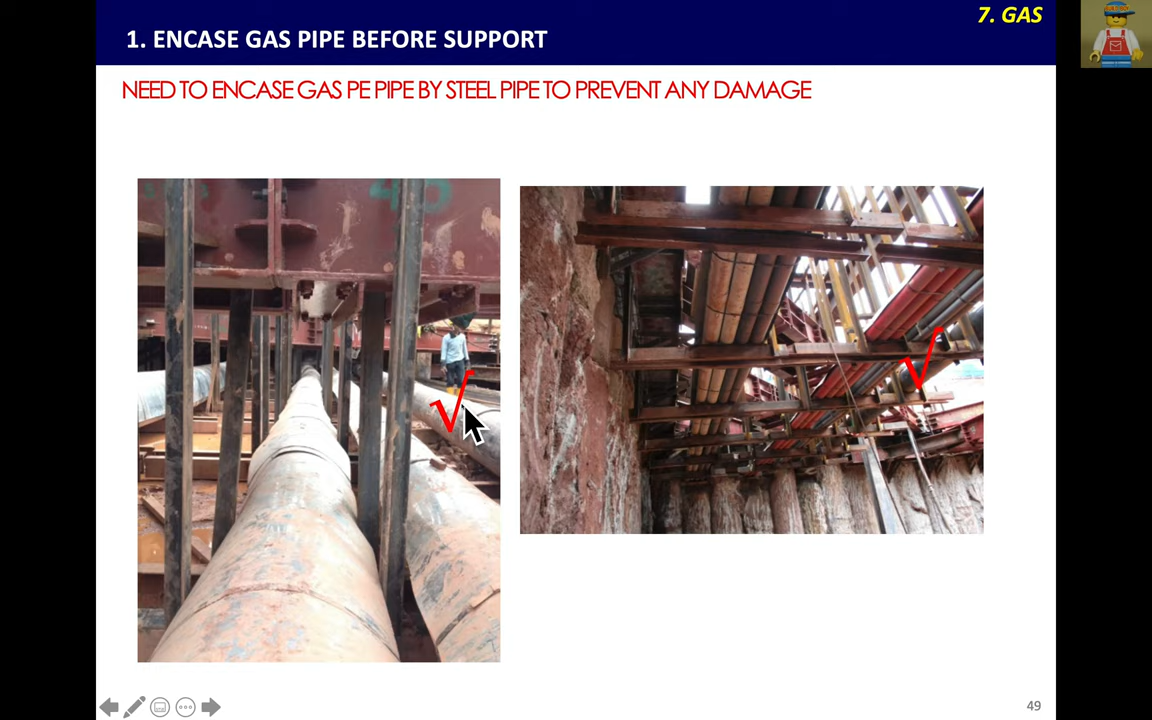 7. GAS
1. ENCASE GAS PIPE BEFORE SUPPORT
NEED TO ENCASE GAS PE PIPE BY STEEL PIPE TO PREVENT ANY DAMAGE
49